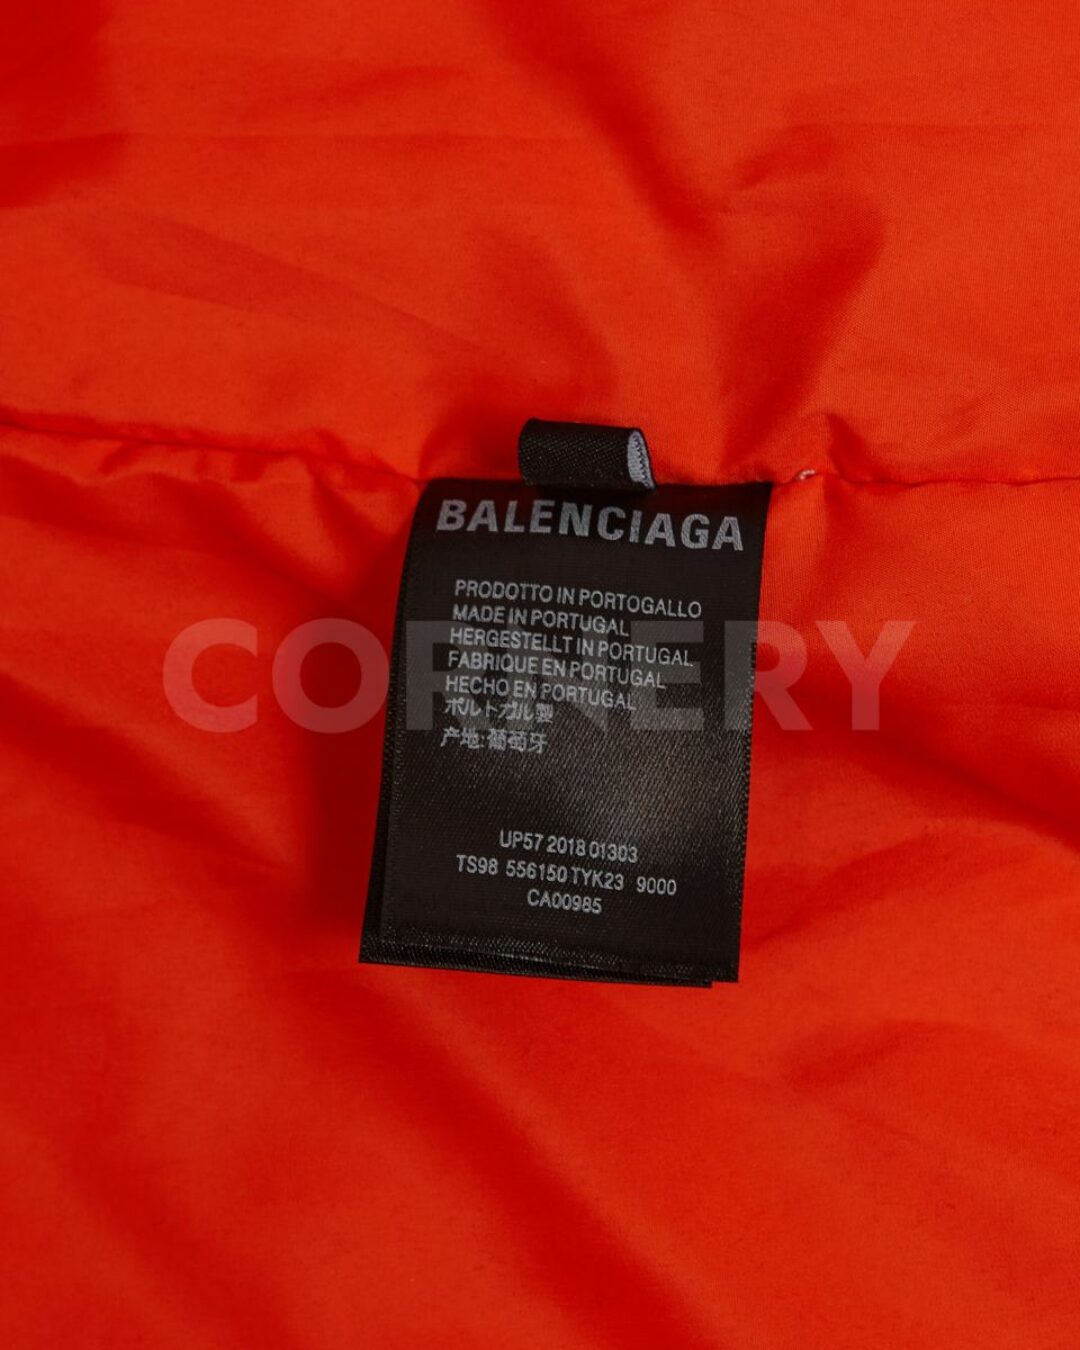 BALENCIAGA
PRODOTTO IN PORTOGALLO
MADE IN PORTUGAL
HERGESTELLT IN PORTUGAL
FABRIQUE EN PORTUGAL
HECHO EN PORTUGAL
ポルトガル製
产地:葡萄牙
CORNERY
UP57 2018 01303
TS98 556150 TYK23 9000
CA00985